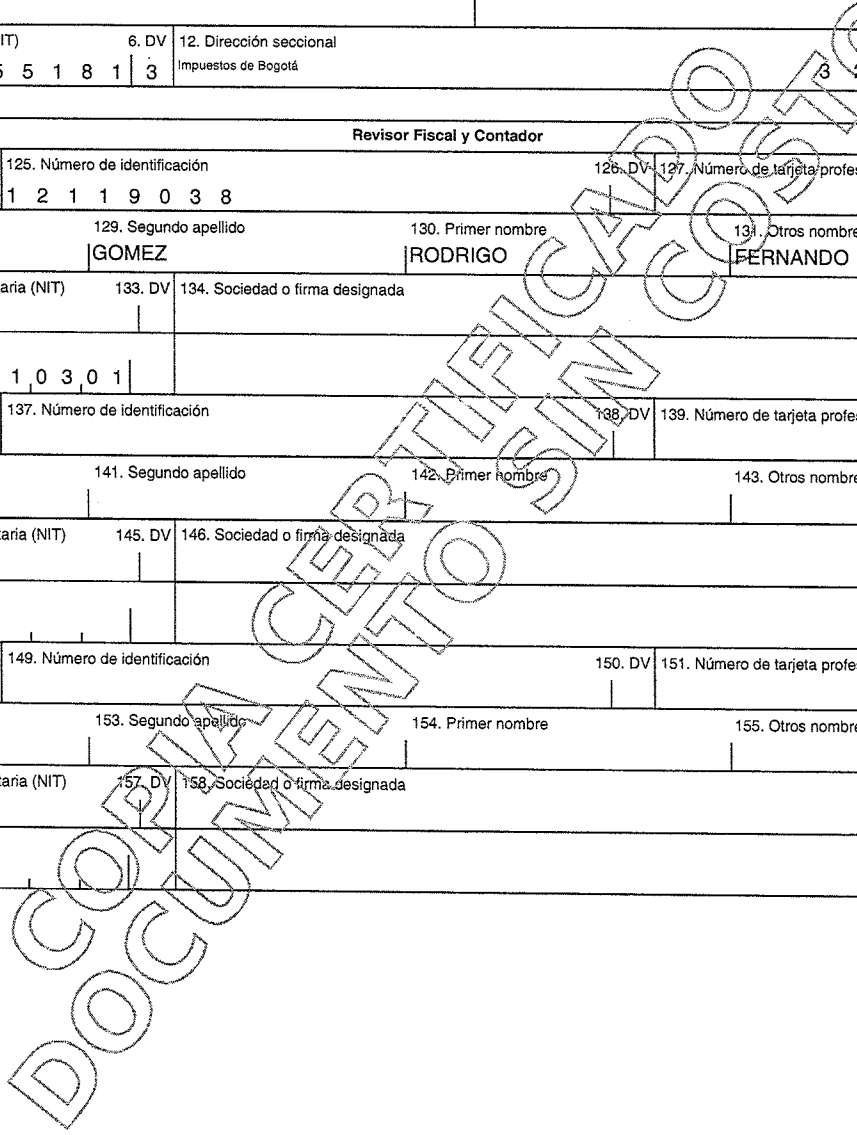 IT) 6. DV 12. Dirección seccional
5 5 1 8 1 3 Impuestos de Bogotá 3
Revisor Fiscal y Contador
125. Número de identificación 126. DV 127. Número de tarjeta profes
1 2 1 1 9 0 3 8
129. Segundo apellido 130. Primer nombre 131. Otros nombre
GOMEZ RODRIGO FERNANDO
aria (NIT) 133. DV 134. Sociedad o firma designada
1 0 3 0 1
137. Número de identificación 138. DV 139. Número de tarjeta profes
141. Segundo apellido 142. Primer nombre 143. Otros nombre
taria (NIT) 145. DV 146. Sociedad o firma designada
149. Número de identificación 150. DV 151. Número de tarjeta profes
153. Segundo apellido 154. Primer nombre 155. Otros nombre
taria (NIT) 157. DV 158. Sociedad o firma designada
COPIA CERTIFICADO
DOCUMENTO SIN COSTO